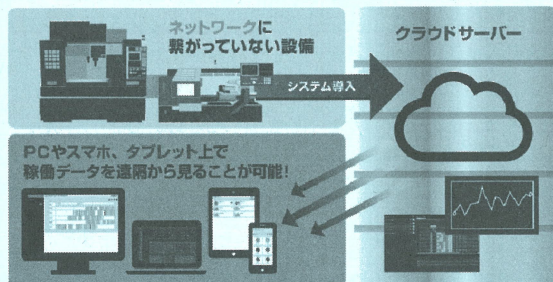 ネットワークに
繋がっていない設備
システム導入
クラウドサーバー
PCやスマホ、タブレット上で
稼働データを遠隔から見ることが可能!